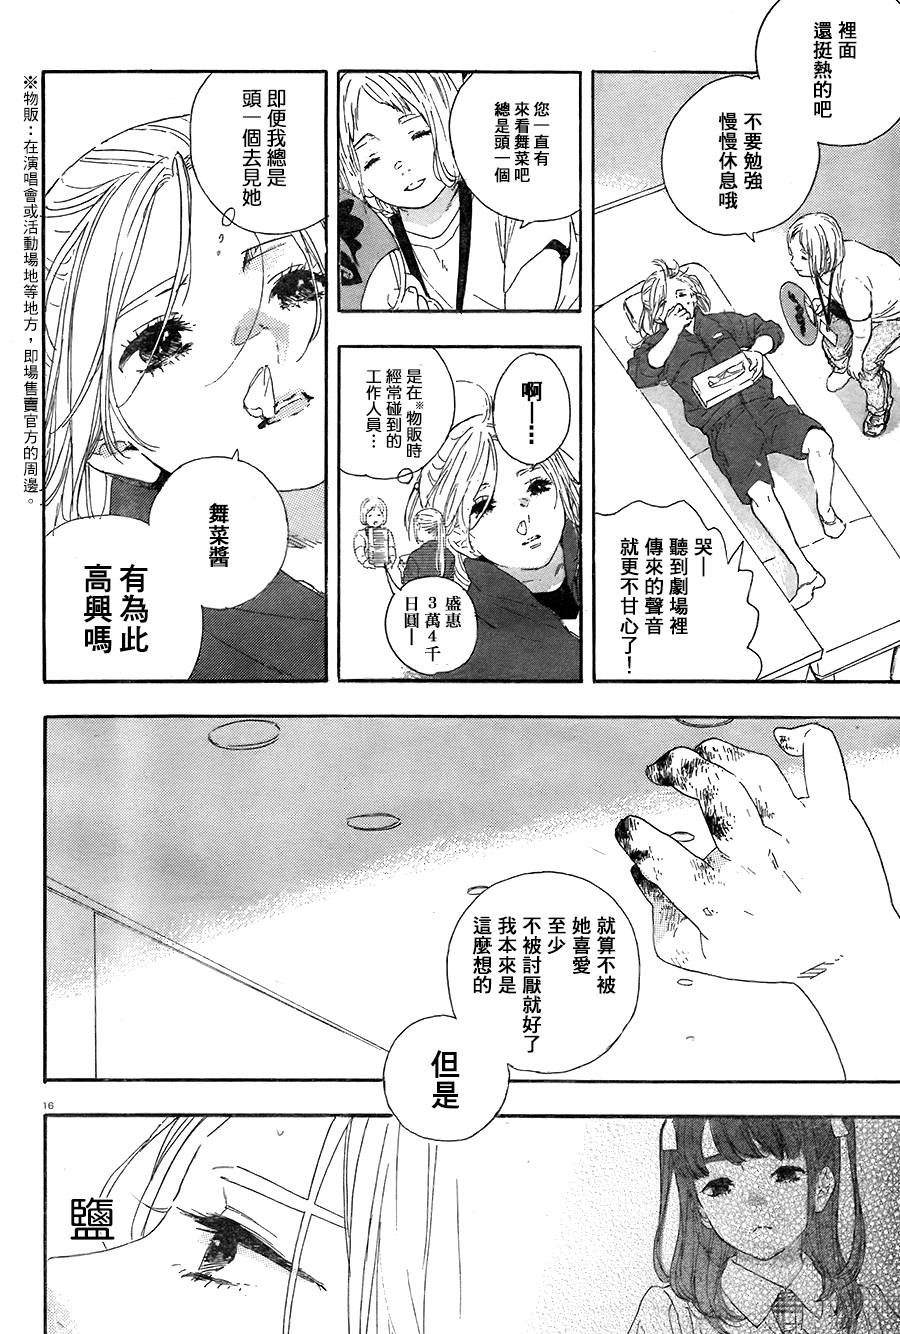 裡面
還挺熱的吧
不要勉強
慢慢休息哦
哭—
聽到劇場裡
傳來的聲音
就更不甘心了！
您一直有
來看舞菜吧
總是頭一個
啊—…
是在※物販時
經常碰到的
工作人員…
盛惠
3萬4千
日圓—
即便我總是
頭一個去見她
舞菜醬
有為此
高興嗎
※物販：在演唱會或活動場地等地方，即場售賣官方的周邊。
就算不被
她喜愛
至少
不被討厭就好了
我本來是
這麼想的
但是
16
鹽